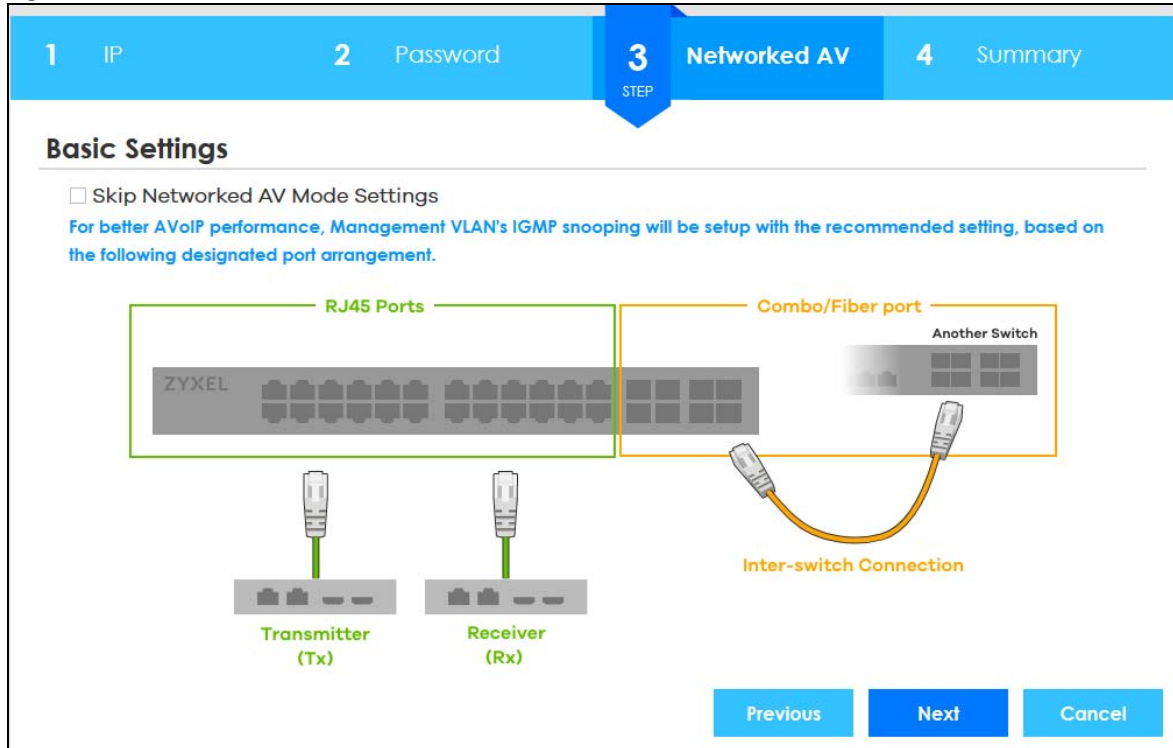 1 IP 2 Password 3 Networked AV 4 Summary
STEP
Basic Settings
Skip Networked AV Mode Settings
For better AVoIP performance, Management VLAN's IGMP snooping will be setup with the recommended setting, based on
the following designated port arrangement.
RJ45 Ports
Combo/Fiber port
Another Switch
ZYXEL
Inter-switch Connection
Transmitter
(Tx)
Receiver
(Rx)
Previous Next Cancel